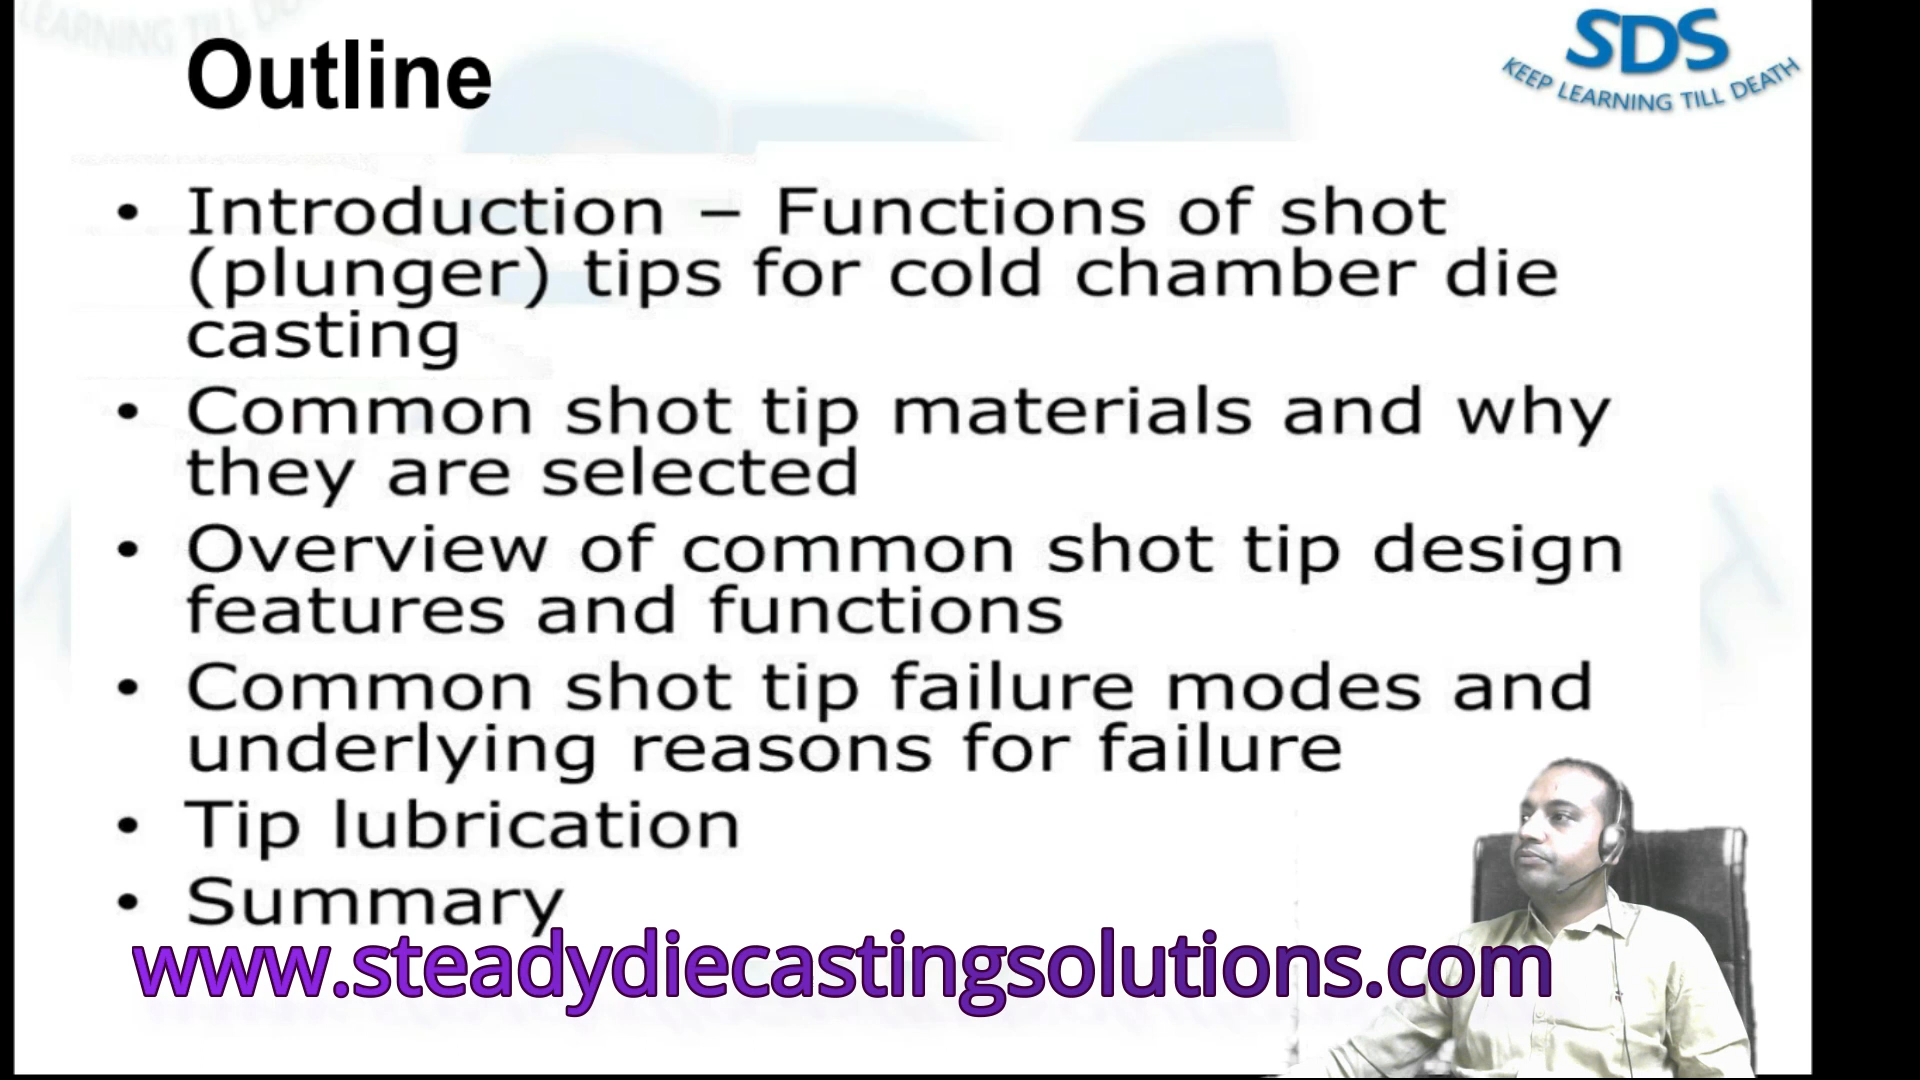 LEARNING TILL
Outline
SDS
KEEP LEARNING TILL DEATH
• Introduction – Functions of shot
(plunger) tips for cold chamber die
casting
• Common shot tip materials and why
they are selected
• Overview of common shot tip design
features and functions
• Common shot tip failure modes and
underlying reasons for failure
• Tip lubrication
• Summary
www.steadydiecastingsolutions.com